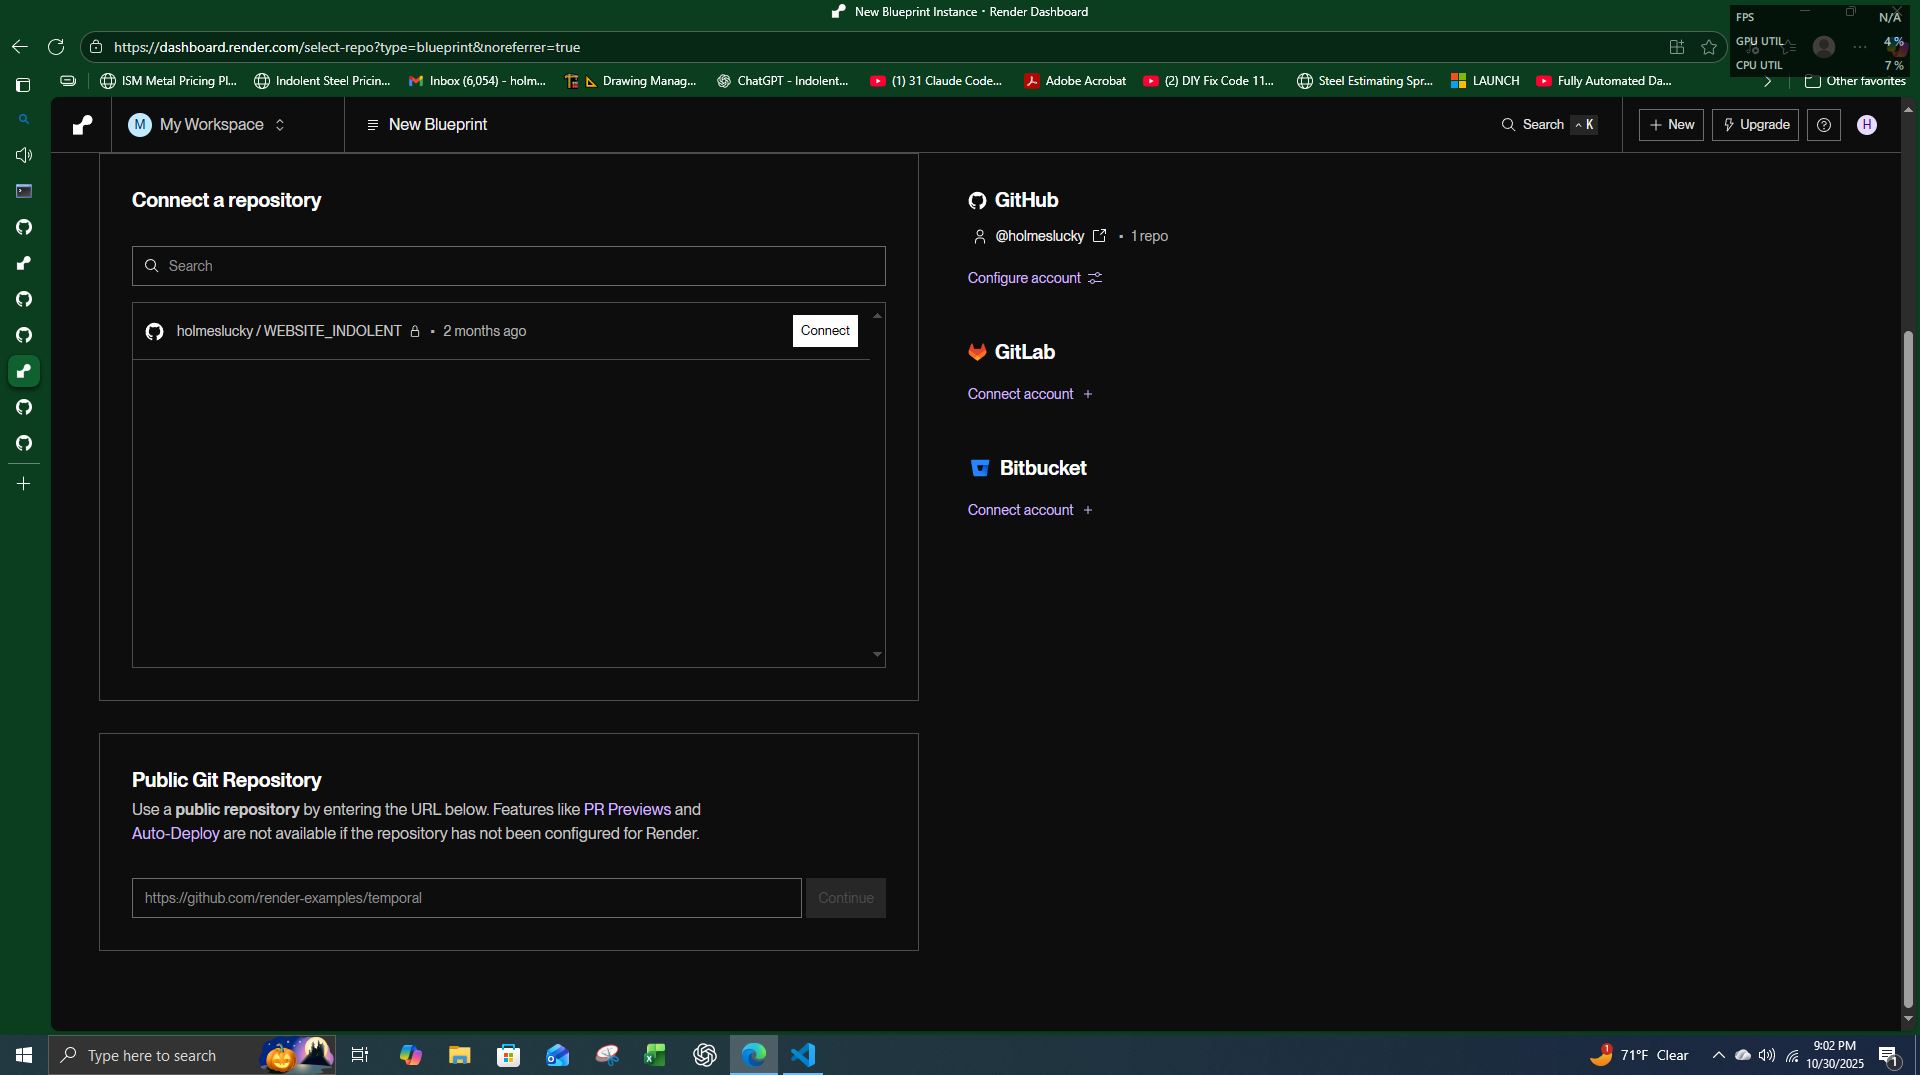 New Blueprint Instance · Render Dashboard
FPS N/A
https://dashboard.render.com/select-repo?type=blueprint&noreferrer=true
GPU UTIL 4 %
CPU UTIL 7 %
ISM Metal Pricing Pl...
Indolent Steel Pricin...
Inbox (6,054) - holm...
Drawing Manag...
ChatGPT - Indolent...
(1) 31 Claude Code...
Adobe Acrobat
(2) DIY Fix Code 11...
Steel Estimating Spr...
LAUNCH
Fully Automated Da...
Other favorites
M My Workspace
New Blueprint
Search ^ K
+ New
Upgrade
H
Connect a repository
Search
holmeslucky / WEBSITE_INDOLENT • 2 months ago
Connect
GitHub
@holmeslucky • 1 repo
Configure account
GitLab
Connect account +
Bitbucket
Connect account +
Public Git Repository
Use a public repository by entering the URL below. Features like PR Previews and
Auto-Deploy are not available if the repository has not been configured for Render.
https://github.com/render-examples/temporal
Continue
Type here to search
1
71°F Clear
9:02 PM
10/30/2025
1